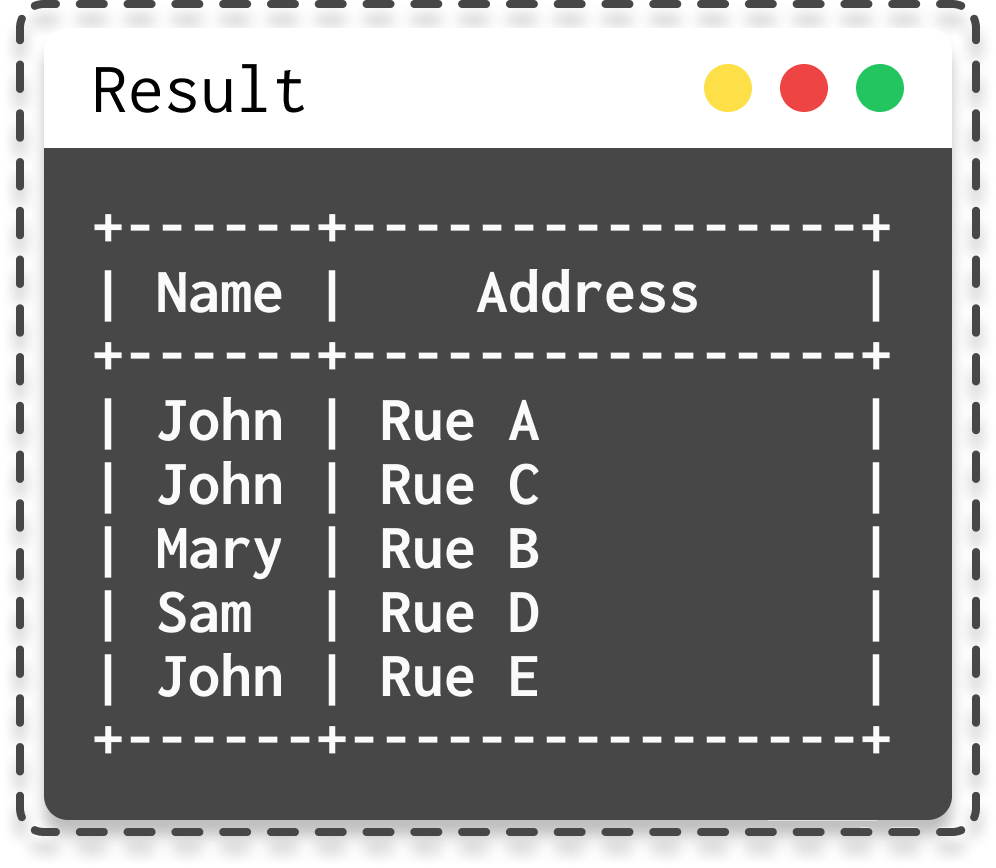 Result
+-------+-----------------+
| Name  |     Address     |
+-------+-----------------+
| John  | Rue A           |
| John  | Rue C           |
| Mary  | Rue B           |
| Sam   | Rue D           |
| John  | Rue E           |
+-------+-----------------+